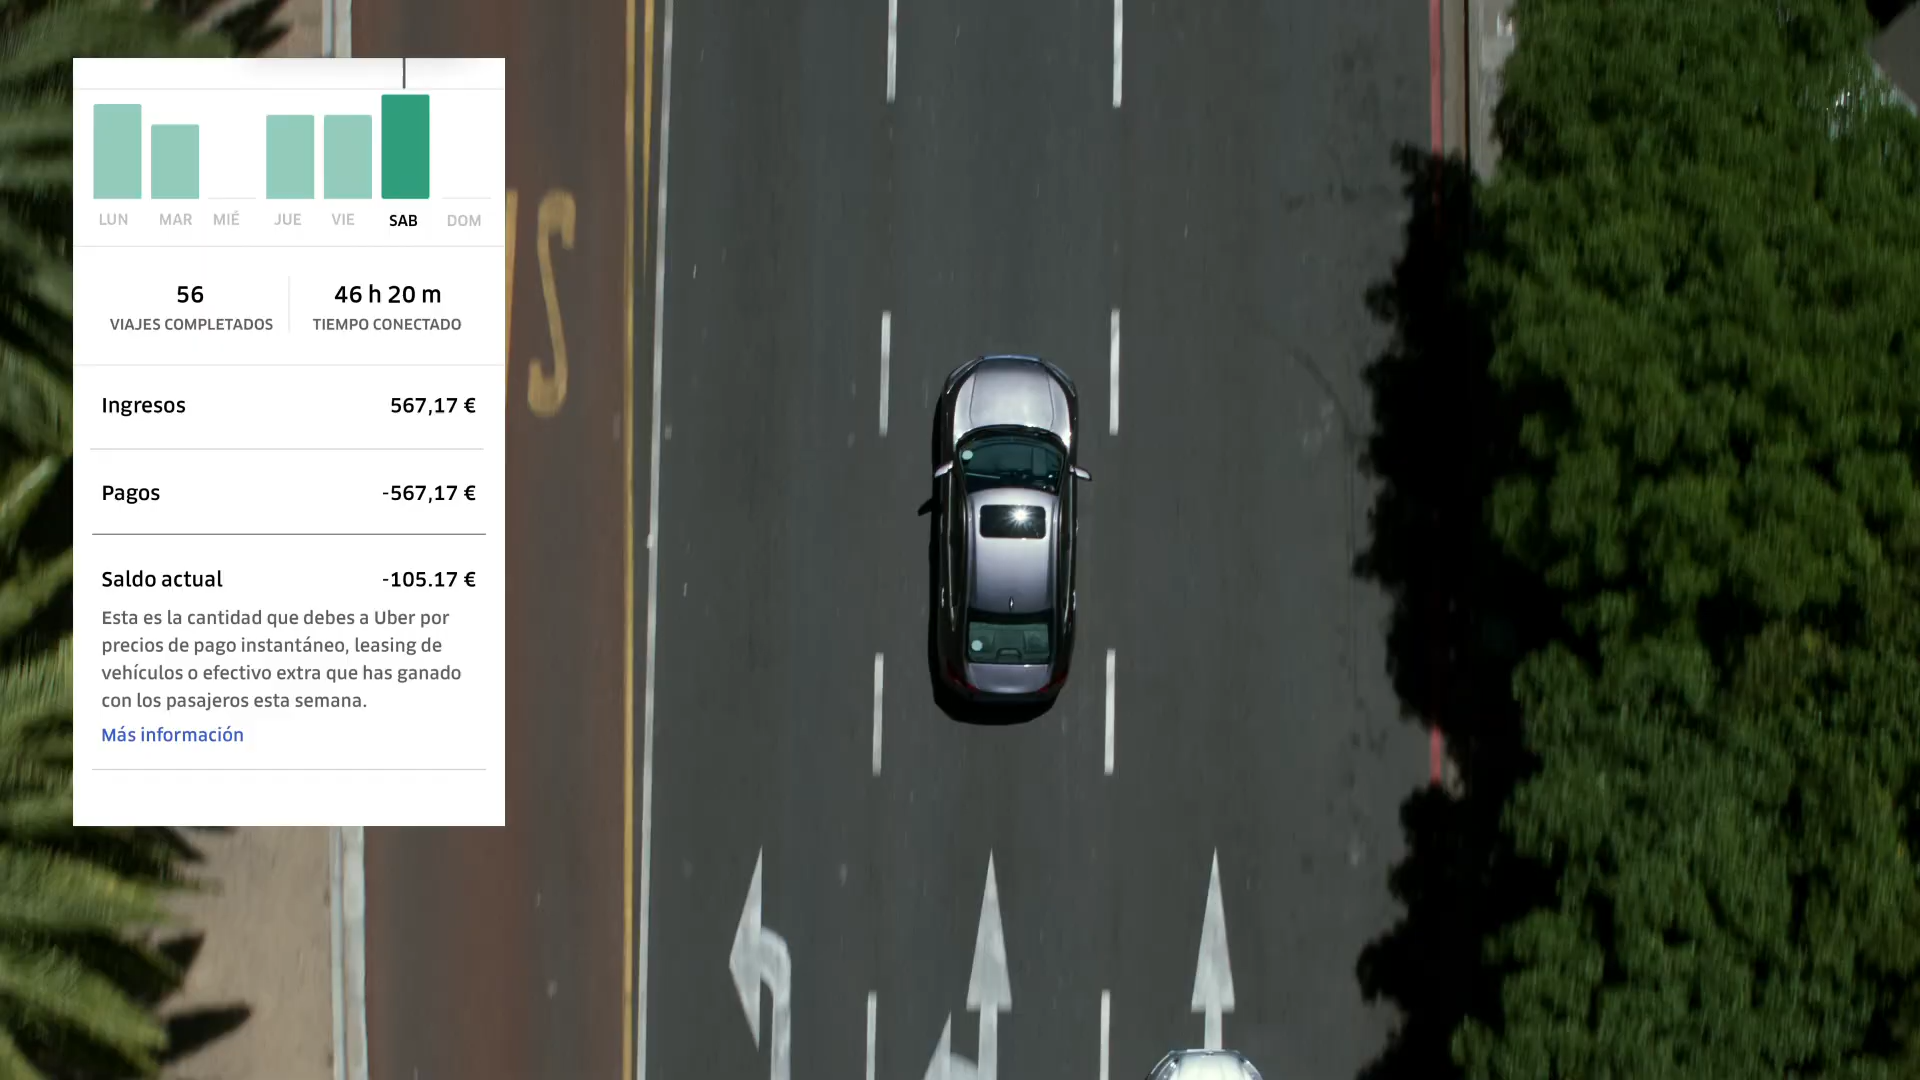 LUN MAR MIÉ JUE VIE SAB DOM
56
VIAJES COMPLETADOS
46 h 20 m
TIEMPO CONECTADO
Ingresos 567,17 €
Pagos -567,17 €
Saldo actual -105.17 €
Esta es la cantidad que debes a Uber por
precios de pago instantáneo, leasing de
vehículos o efectivo extra que has ganado
con los pasajeros esta semana.
Más información